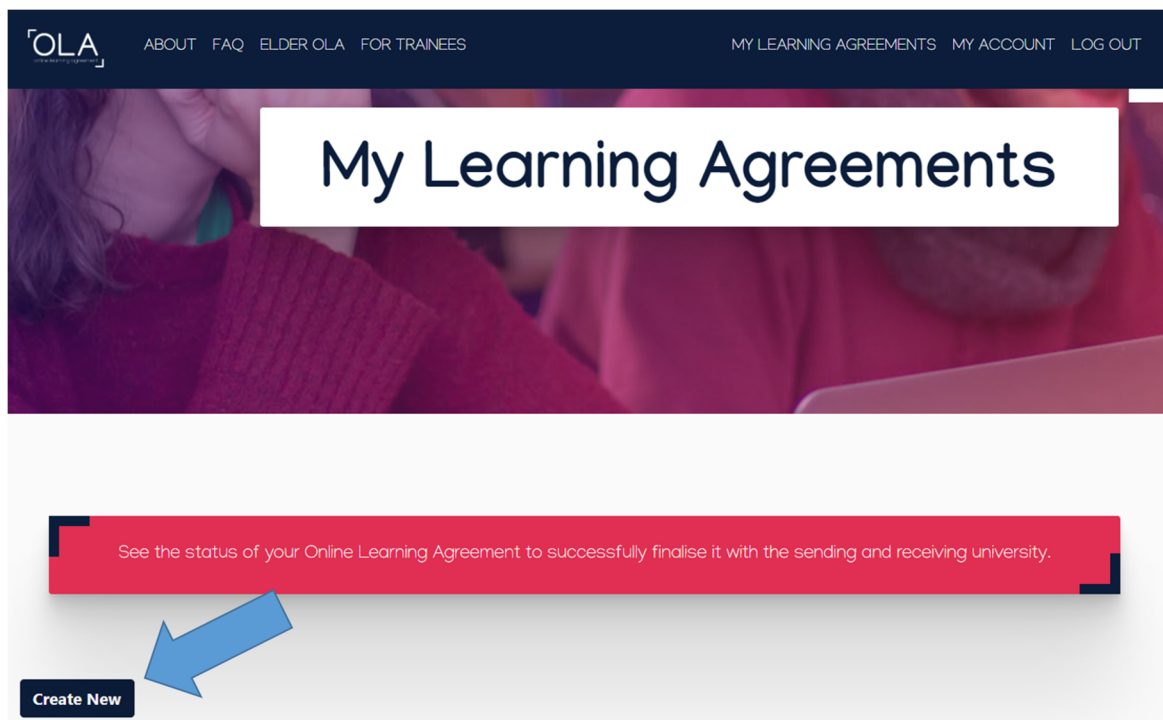 OLA
online learning agreement
ABOUT FAQ ELDER OLA FOR TRAINEES
MY LEARNING AGREEMENTS MY ACCOUNT LOG OUT
My Learning Agreements
See the status of your Online Learning Agreement to successfully finalise it with the sending and receiving university.
Create New